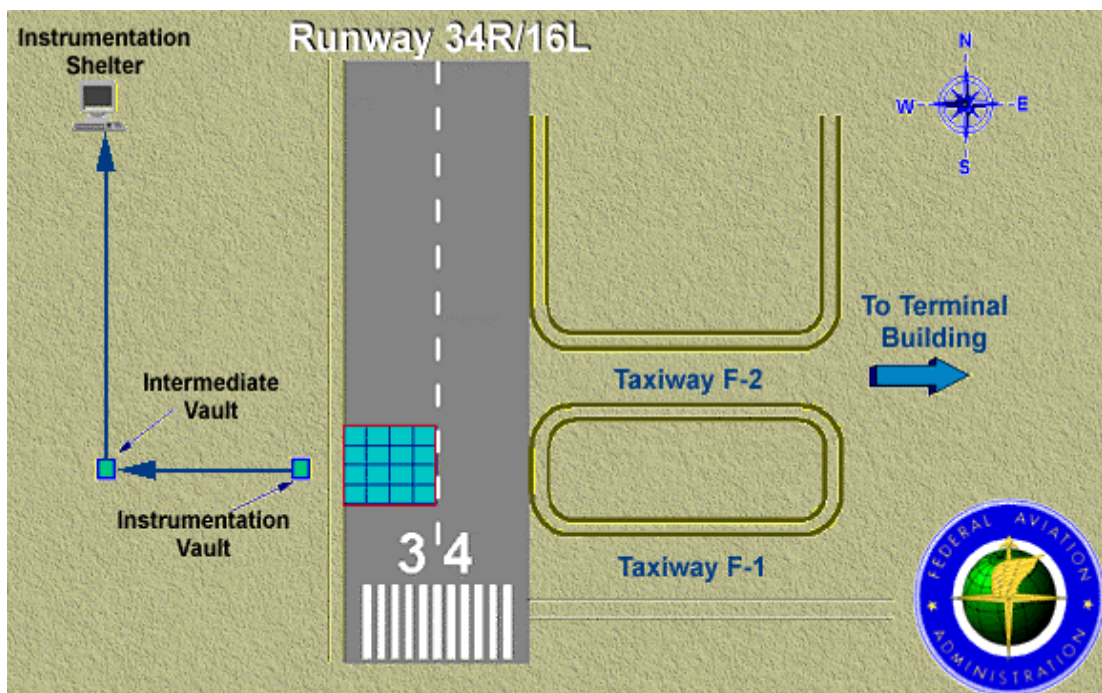 Instrumentation
Shelter
Runway 34R/16L
N
W
E
S
To Terminal
Building
Intermediate
Vault
Taxiway F-2
Instrumentation
Vault
3 4
Taxiway F-1
FEDERAL AVIATION
ADMINISTRATION